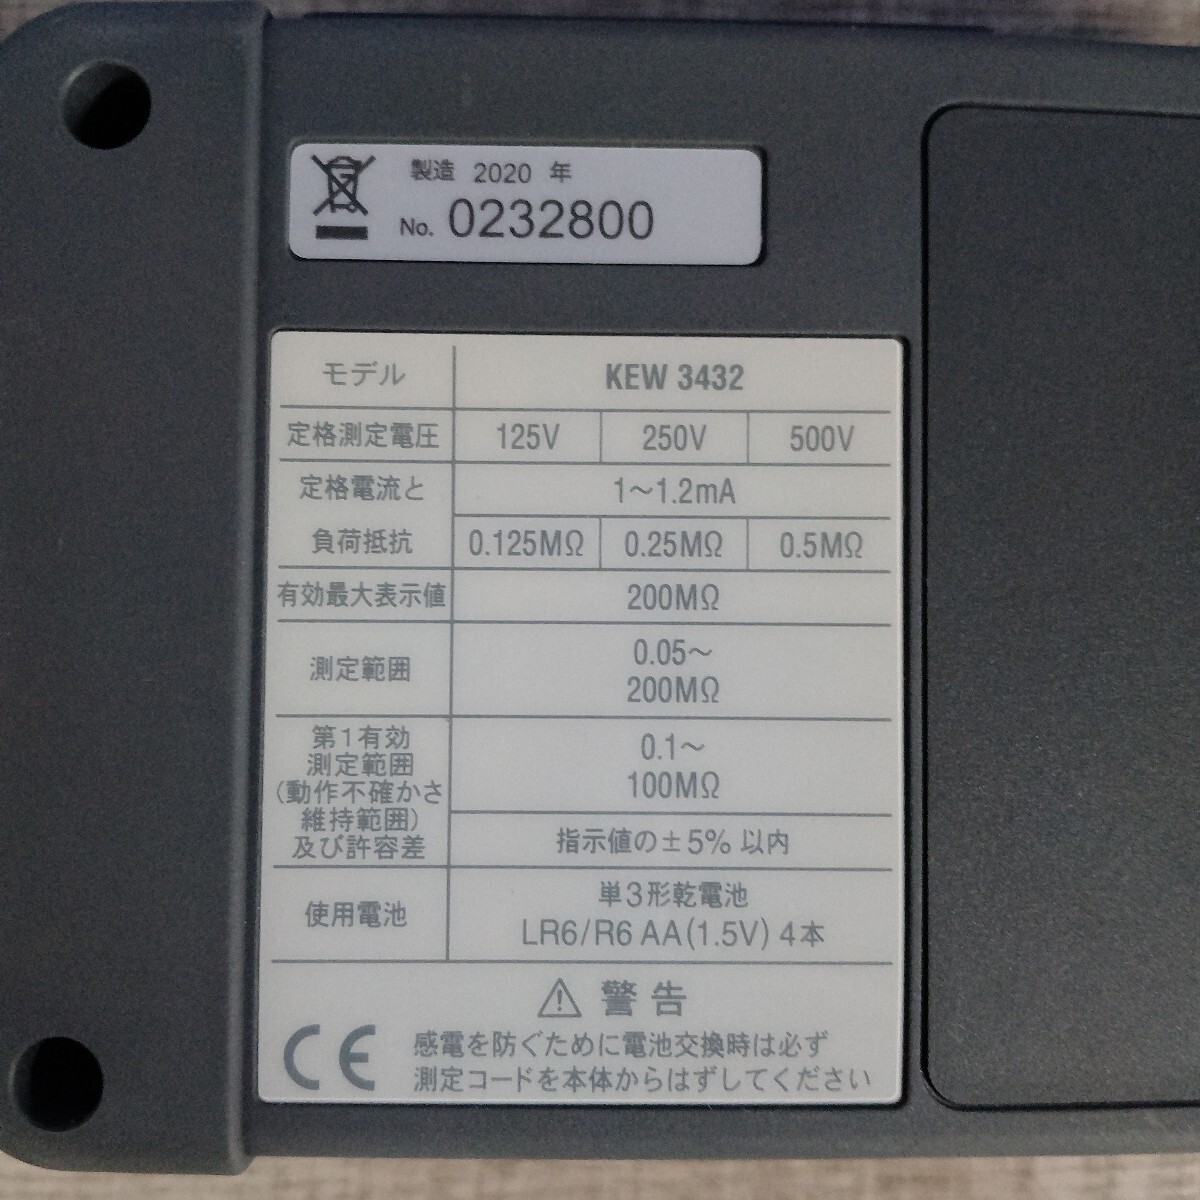 製造 2020 年
No. 0232800
モデル KEW 3432
定格測定電圧 125V 250V 500V
定格電流と 1～1.2mA
負荷抵抗 0.125MΩ 0.25MΩ 0.5MΩ
有効最大表示値 200MΩ
測定範囲
0.05～
200MΩ
第1有効
測定範囲
(動作不確かさ
維持範囲)
及び許容差
0.1～
100MΩ
指示値の±5% 以内
使用電池
単3形乾電池
LR6/R6 AA(1.5V) 4本
警告
CE
感電を防ぐために電池交換時は必ず
測定コードを本体からはずしてください